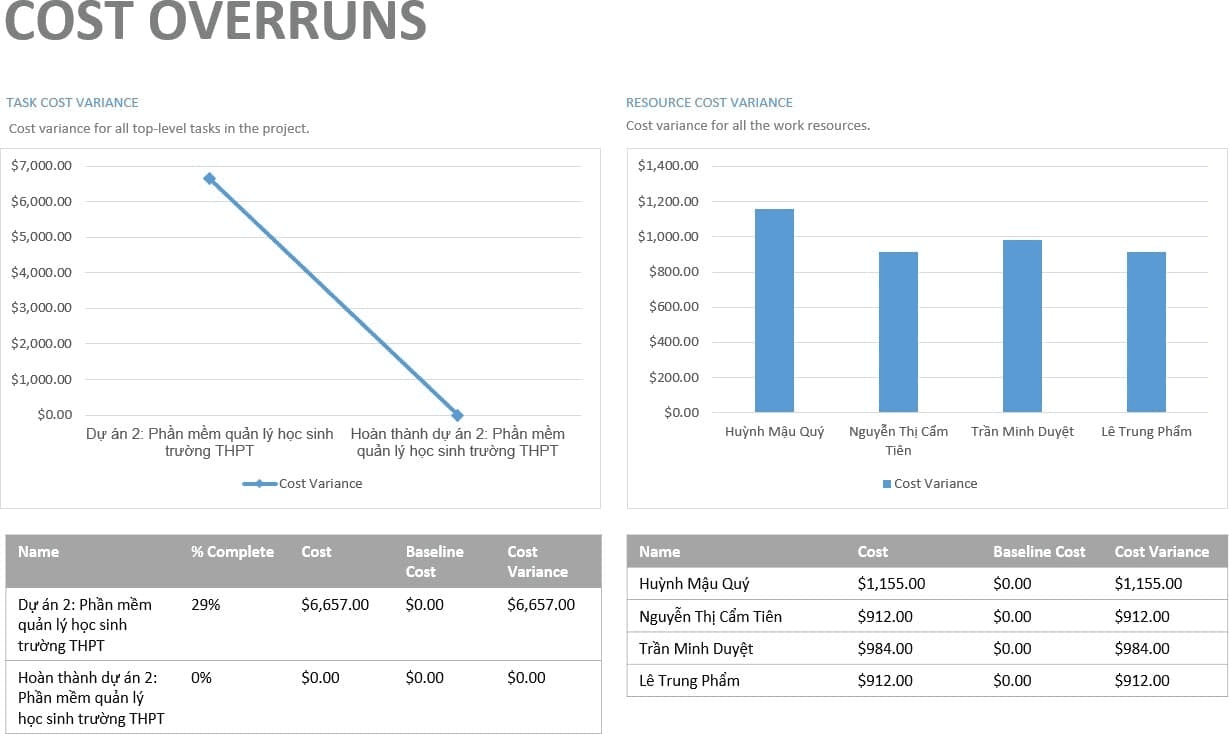 COST OVERRUNS
TASK COST VARIANCE
Cost variance for all top-level tasks in the project.
$7,000.00
$6,000.00
$5,000.00
$4,000.00
$3,000.00
$2,000.00
$1,000.00
$0.00
Dự án 2: Phần mềm quản lý học sinh
trường THPT
Hoàn thành dự án 2: Phần mềm
quản lý học sinh trường THPT
Cost Variance
RESOURCE COST VARIANCE
Cost variance for all the work resources.
$1,400.00
$1,200.00
$1,000.00
$800.00
$600.00
$400.00
$200.00
$0.00
Huỳnh Mậu Quý
Nguyễn Thị Cẩm
Tiên
Trần Minh Duyệt
Lê Trung Phẩm
Cost Variance
Name % Complete Cost Baseline Cost
Cost Variance
Dự án 2: Phần mềm 29% $6,657.00 $0.00 $6,657.00
quản lý học sinh
trường THPT
Hoàn thành dự án 2: 0% $0.00 $0.00 $0.00
Phần mềm quản lý
học sinh trường THPT
Name Cost Baseline Cost Cost Variance
Huỳnh Mậu Quý $1,155.00 $0.00 $1,155.00
Nguyễn Thị Cẩm Tiên $912.00 $0.00 $912.00
Trần Minh Duyệt $984.00 $0.00 $984.00
Lê Trung Phẩm $912.00 $0.00 $912.00